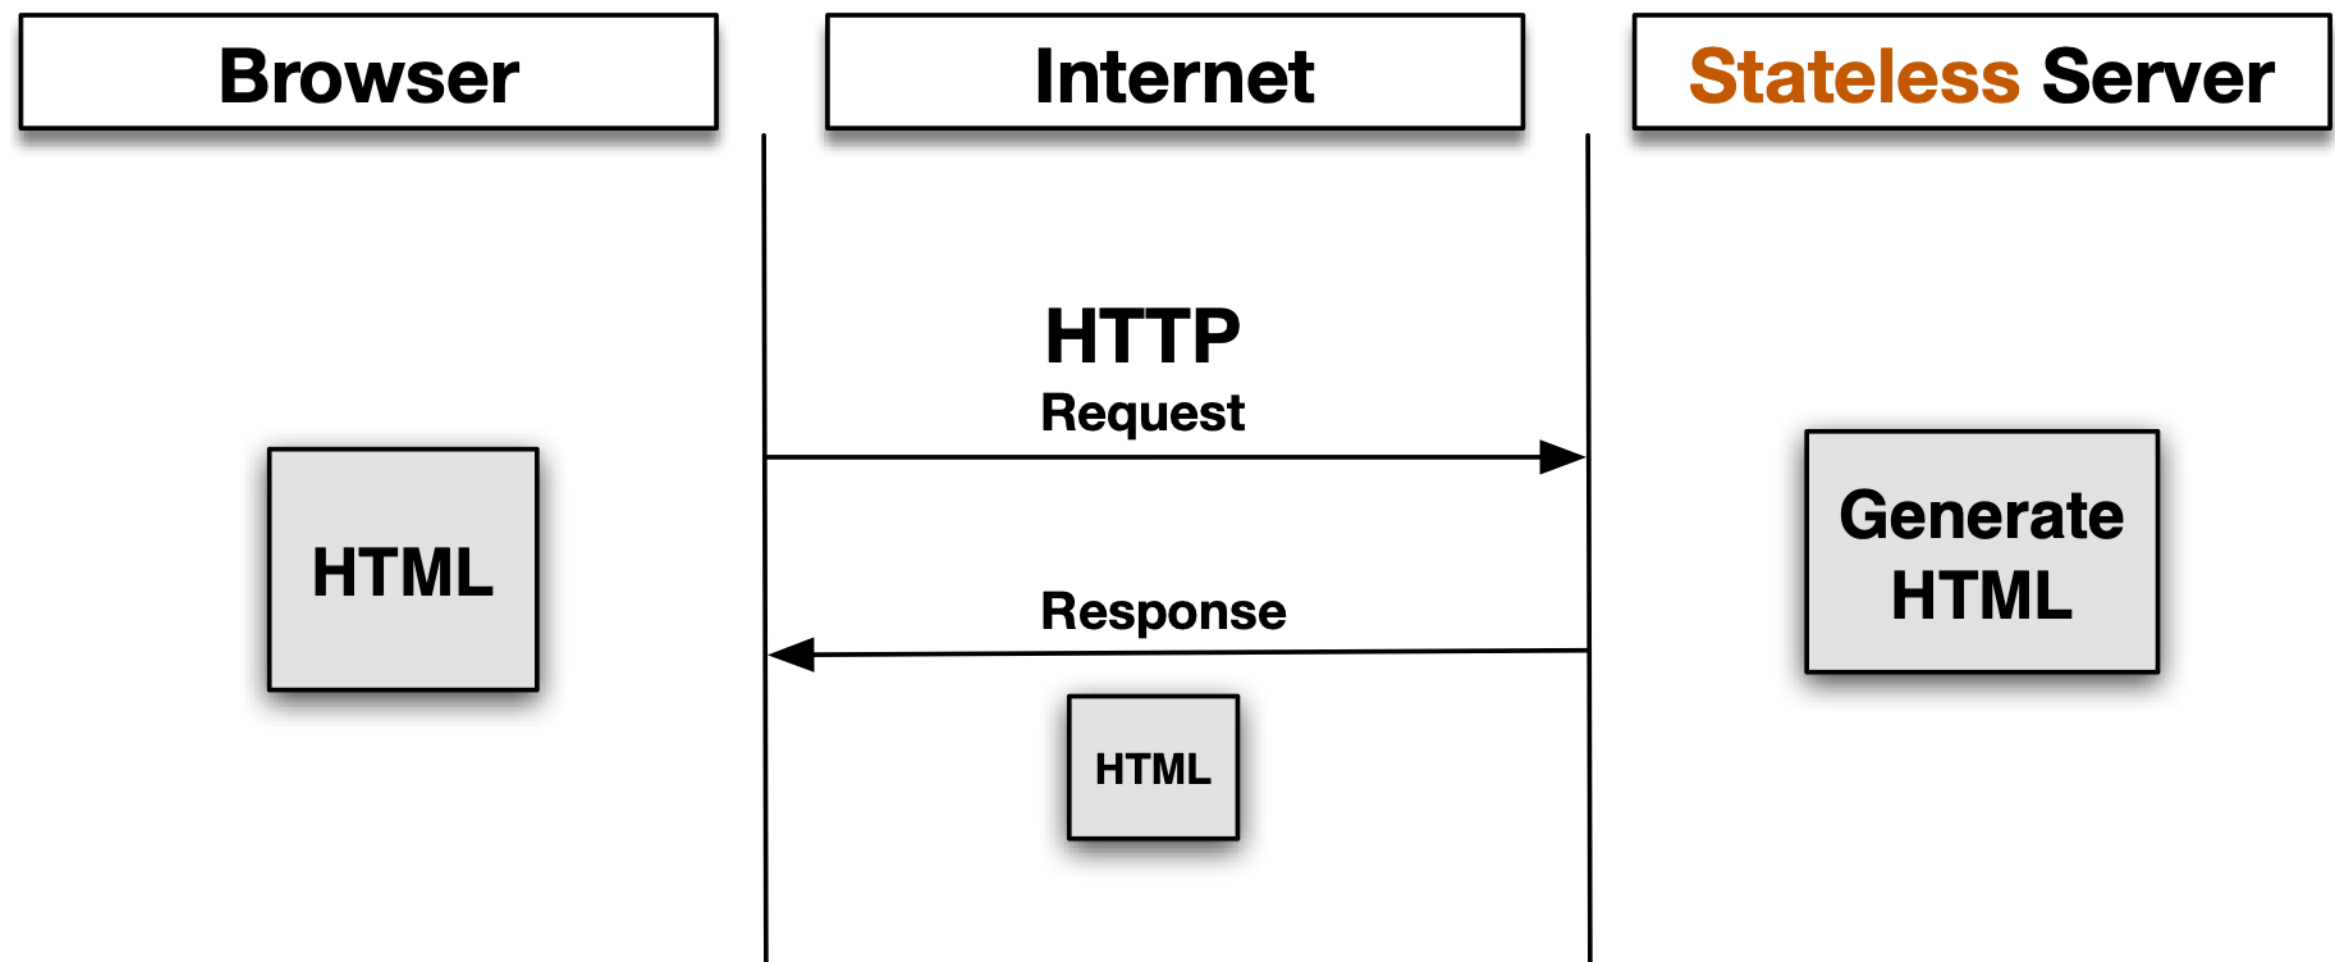 Browser
Internet
Stateless Server
HTTP
Request
HTML
Generate
HTML
Response
HTML